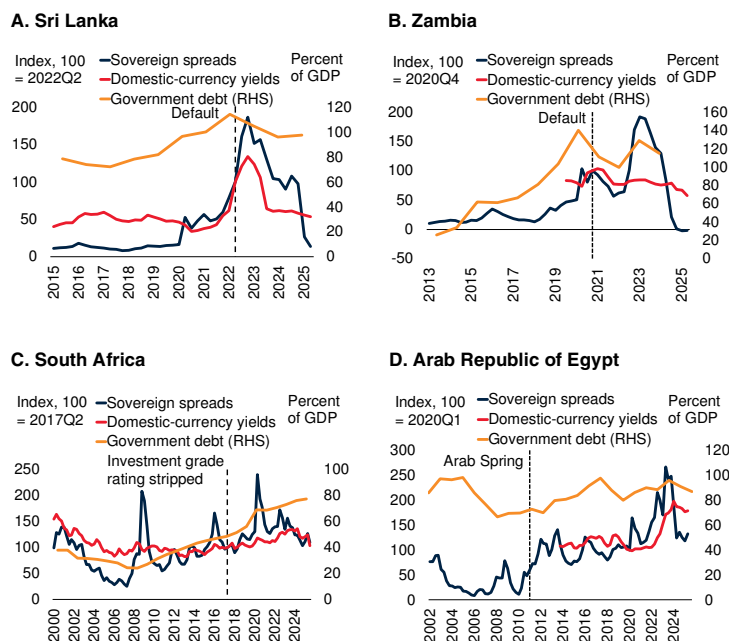 A. Sri Lanka
Index, 100
= 2022Q2
Sovereign spreads
Domestic-currency yields
Government debt (RHS)
Percent
of GDP
Default
200
150
100
50
0
120
100
80
60
40
20
0
2015
2016
2017
2018
2019
2020
2021
2022
2023
2024
2025
B. Zambia
Index, 100
= 2020Q4
Sovereign spreads
Domestic-currency yields
Government debt (RHS)
Percent
of GDP
Default
200
150
100
50
0
-50
160
140
120
100
80
60
40
20
0
2013
2015
2017
2019
2021
2023
2025
C. South Africa
Index, 100
= 2017Q2
Sovereign spreads
Domestic-currency yields
Government debt (RHS)
Percent
of GDP
Investment grade
rating stripped
250
200
150
100
50
0
100
80
60
40
20
0
2000
2002
2004
2006
2008
2010
2012
2014
2016
2018
2020
2022
2024
D. Arab Republic of Egypt
Index, 100
= 2020Q1
Sovereign spreads
Domestic-currency yields
Government debt (RHS)
Percent
of GDP
Arab Spring
300
250
200
150
100
50
0
120
100
80
60
40
20
0
2002
2004
2006
2008
2010
2012
2014
2016
2018
2020
2022
2024